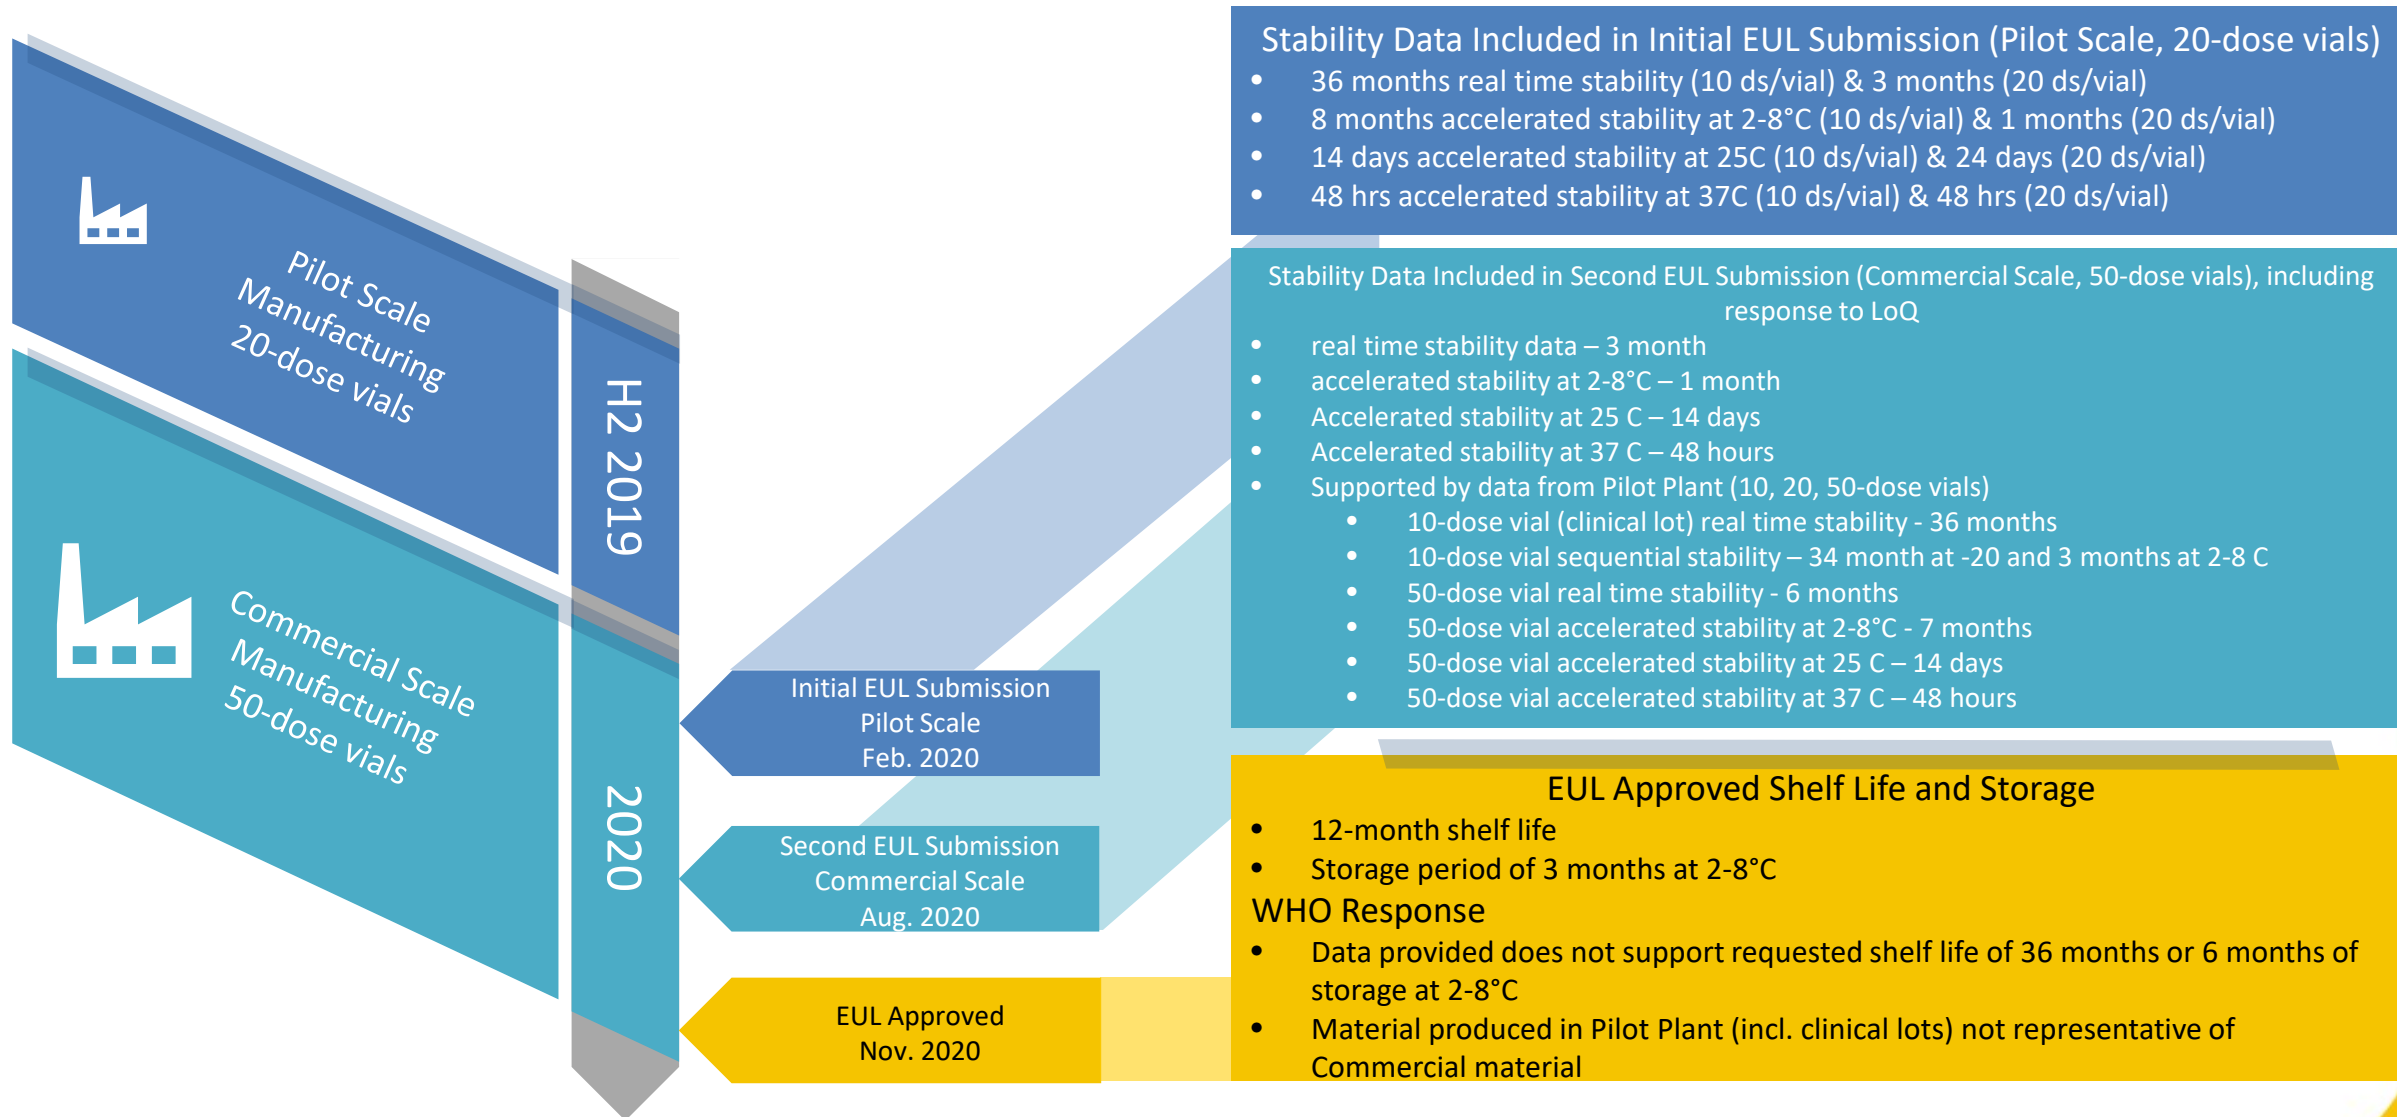 Pilot Scale
Manufacturing
20-dose vials
Commercial Scale
Manufacturing
50-dose vials
H2 2019
2020
Initial EUL Submission
Pilot Scale
Feb. 2020
Second EUL Submission
Commercial Scale
Aug. 2020
EUL Approved
Nov. 2020
Stability Data Included in Initial EUL Submission (Pilot Scale, 20-dose vials)
• 36 months real time stability (10 ds/vial) & 3 months (20 ds/vial)
• 8 months accelerated stability at 2-8°C (10 ds/vial) & 1 months (20 ds/vial)
• 14 days accelerated stability at 25C (10 ds/vial) & 24 days (20 ds/vial)
• 48 hrs accelerated stability at 37C (10 ds/vial) & 48 hrs (20 ds/vial)
Stability Data Included in Second EUL Submission (Commercial Scale, 50-dose vials), including
response to LoQ
• real time stability data – 3 month
• accelerated stability at 2-8°C – 1 month
• Accelerated stability at 25 C – 14 days
• Accelerated stability at 37 C – 48 hours
• Supported by data from Pilot Plant (10, 20, 50-dose vials)
• 10-dose vial (clinical lot) real time stability - 36 months
• 10-dose vial sequential stability – 34 month at -20 and 3 months at 2-8 C
• 50-dose vial real time stability - 6 months
• 50-dose vial accelerated stability at 2-8°C - 7 months
• 50-dose vial accelerated stability at 25 C – 14 days
• 50-dose vial accelerated stability at 37 C – 48 hours
EUL Approved Shelf Life and Storage
• 12-month shelf life
• Storage period of 3 months at 2-8°C
WHO Response
• Data provided does not support requested shelf life of 36 months or 6 months of
storage at 2-8°C
• Material produced in Pilot Plant (incl. clinical lots) not representative of
Commercial material